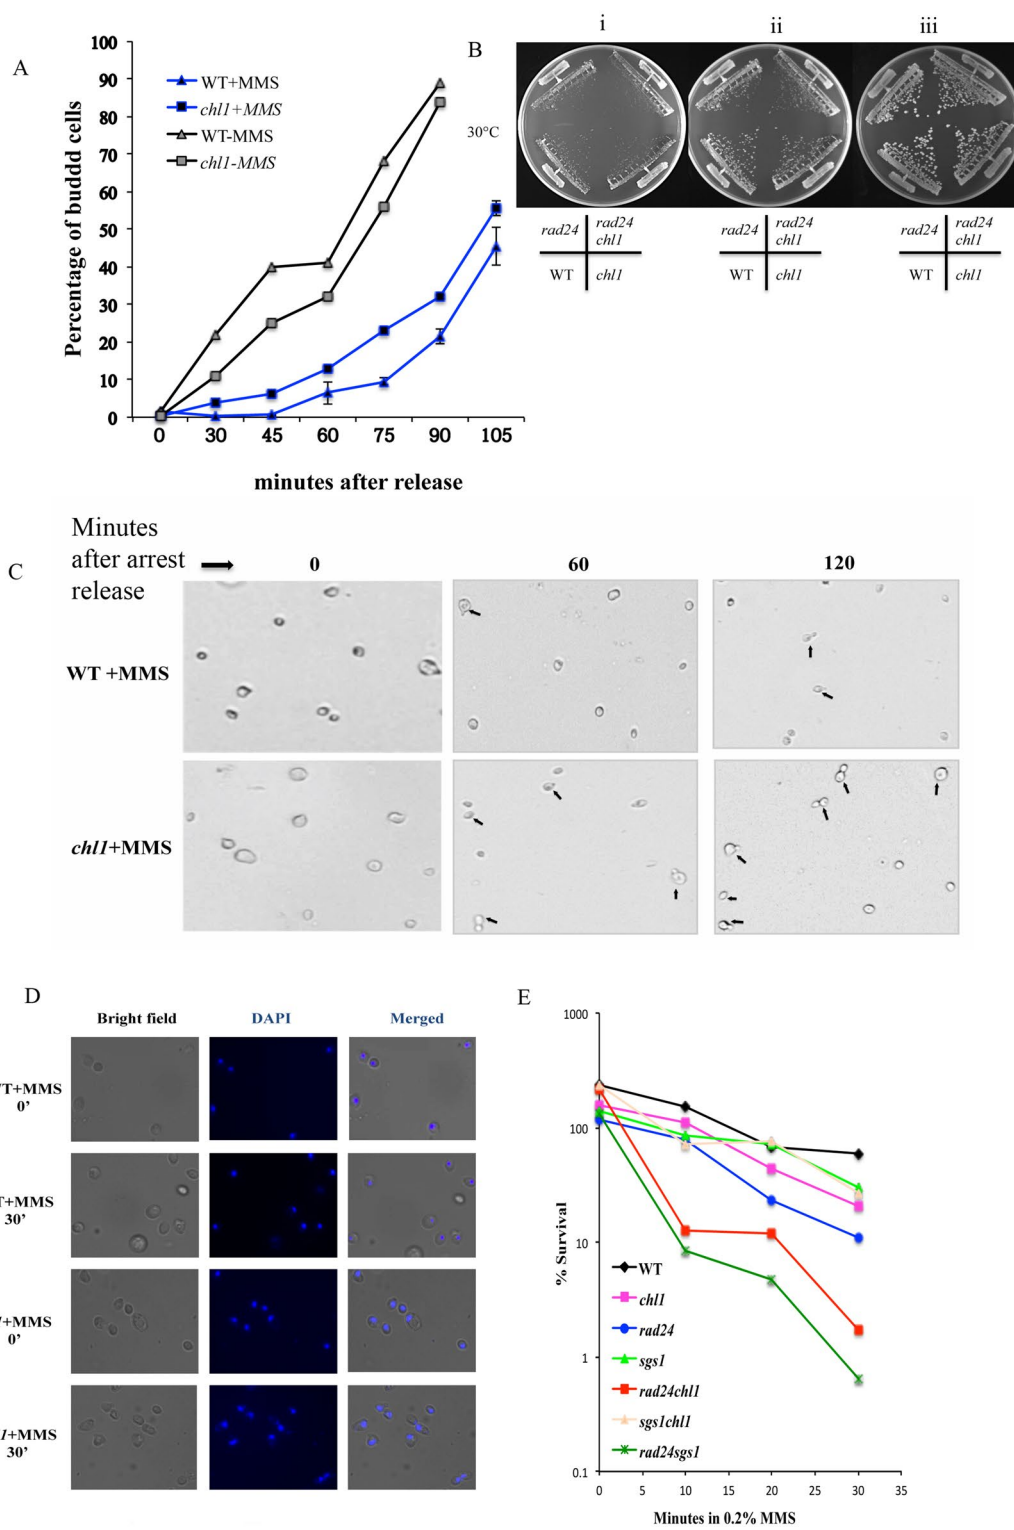 A
100
90
80
70
60
50
40
30
20
10
0
Percentage of buddd cells
WT+MMS
chl1+MMS
WT-MMS
chl1-MMS
0 30 45 60 75 90 105
minutes after release
B
i ii iii
30°C
rad24 rad24 chl1
WT chl1
rad24 rad24 chl1
WT chl1
rad24 rad24 chl1
WT chl1
C
Minutes
after arrest
release
0 60 120
WT +MMS
chl1+MMS
D
Bright field DAPI Merged
T+MMS
0’
T+MMS
30’
+MMS
0’
1+MMS
30’
E
1000
100
10
1
0.1
% Survival
WT
chl1
rad24
sgs1
rad24chl1
sgs1chl1
rad24sgs1
0 5 10 15 20 25 30 35
Minutes in 0.2% MMS